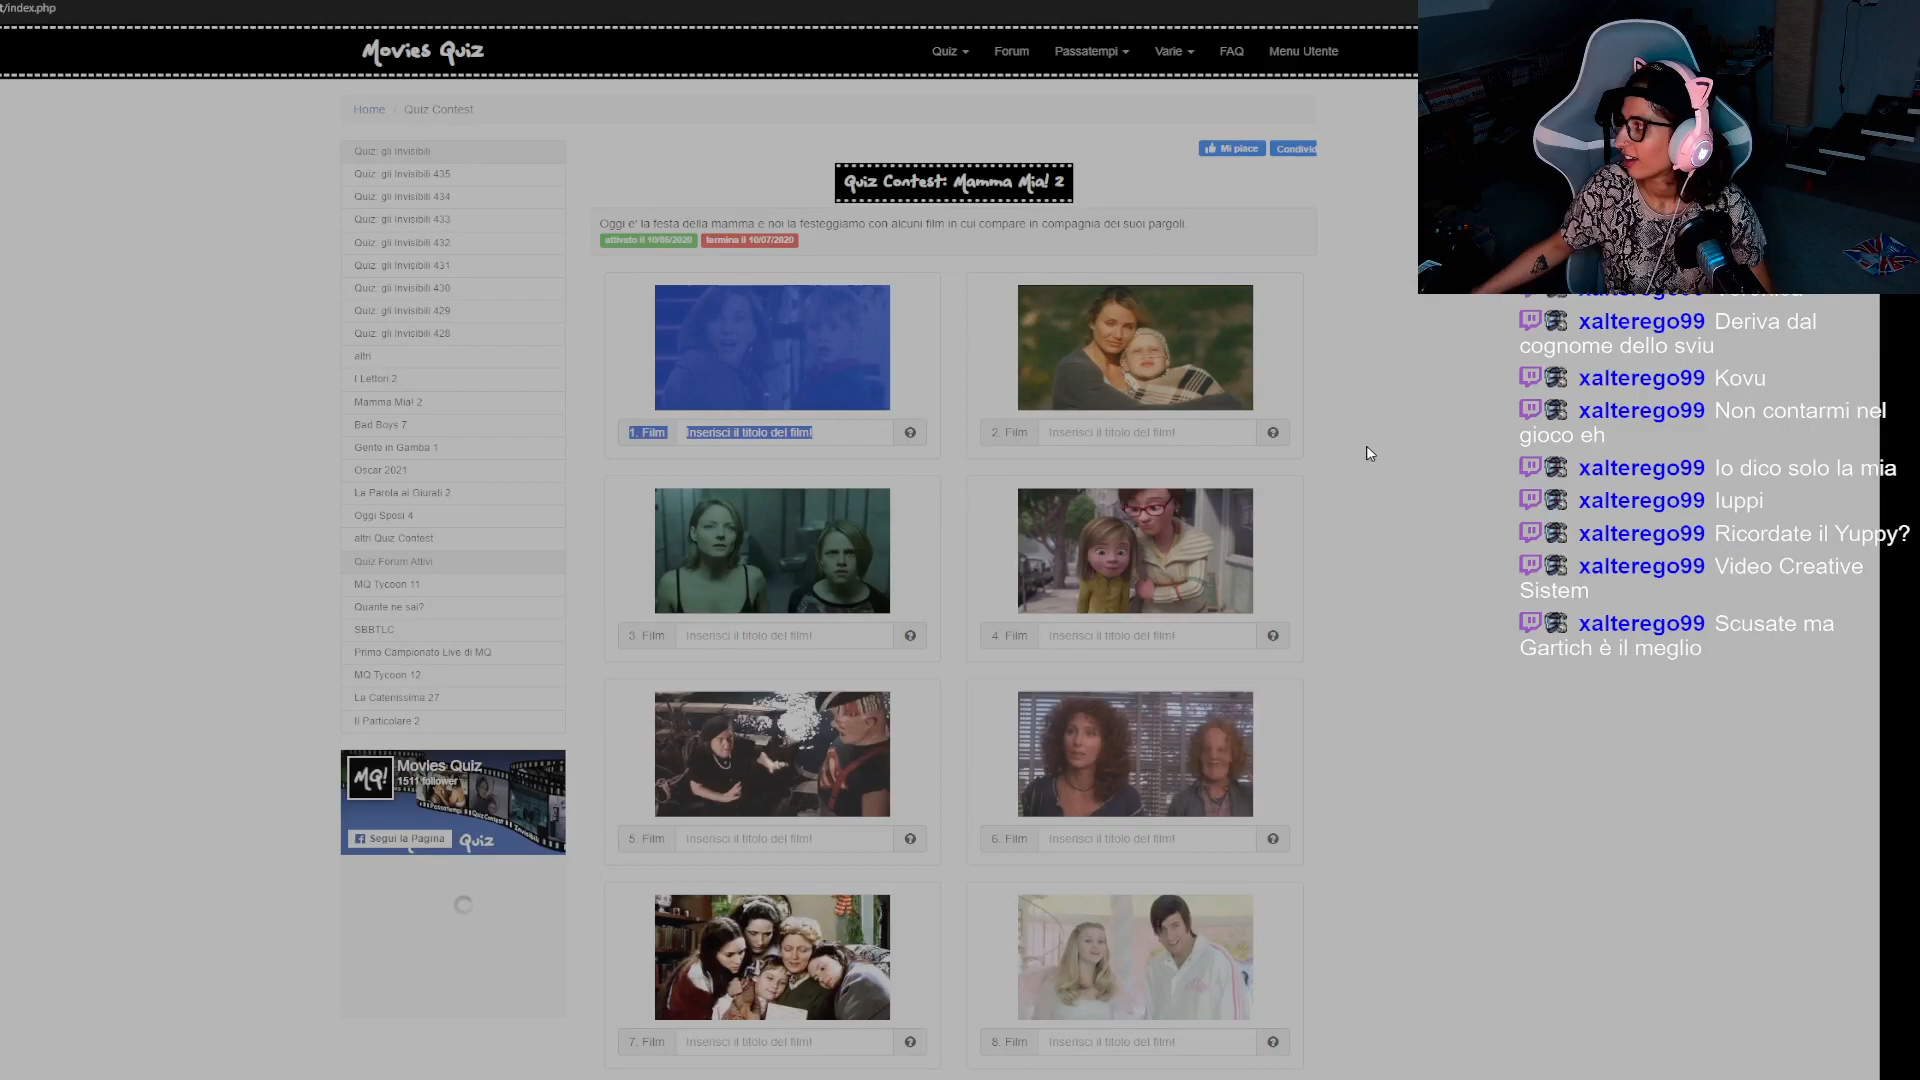 t/index.php
Movies Quiz
Quiz
Forum
Passatempi
Varie
FAQ
Menu Utente
Home / Quiz Contest
Quiz: gli Invisibili
Quiz: gli Invisibili 435
Quiz: gli Invisibili 434
Quiz: gli Invisibili 433
Quiz: gli Invisibili 432
Quiz: gli Invisibili 431
Quiz: gli Invisibili 430
Quiz: gli Invisibili 429
Quiz: gli Invisibili 428
altri
I Lettori 2
Mamma Mia! 2
Bad Boys 7
Gente in Gamba 1
Oscar 2021
La Parola ai Giurati 2
Oggi Sposi 4
altri Quiz Contest
Quiz Forum Attivi
MQ Tycoon 11
Quante ne sai?
SBBTLC
Primo Campionato Live di MQ
MQ Tycoon 12
La Catenissima 27
Il Particolare 2
MQ!
Movies Quiz
1511 follower
Segui la Pagina
Quiz
Mi piace
Condivid
Quiz Contest: Mamma Mia! 2
Oggi e' la festa della mamma e noi la festeggiamo con alcuni film in cui compare in compagnia dei suoi pargoli.
attivato il 10/05/2020 termina il 10/07/2020
1. Film Inserisci il titolo del film!
2. Film Inserisci il titolo del film!
3. Film Inserisci il titolo del film!
4. Film Inserisci il titolo del film!
5. Film Inserisci il titolo del film!
6. Film Inserisci il titolo del film!
7. Film Inserisci il titolo del film!
8. Film Inserisci il titolo del film!
xalterego99 Deriva dal
cognome dello sviu
xalterego99 Kovu
xalterego99 Non contarmi nel
gioco eh
xalterego99 Io dico solo la mia
xalterego99 Iuppi
xalterego99 Ricordate il Yuppy?
xalterego99 Video Creative
Sistem
xalterego99 Scusate ma
Gartich è il meglio